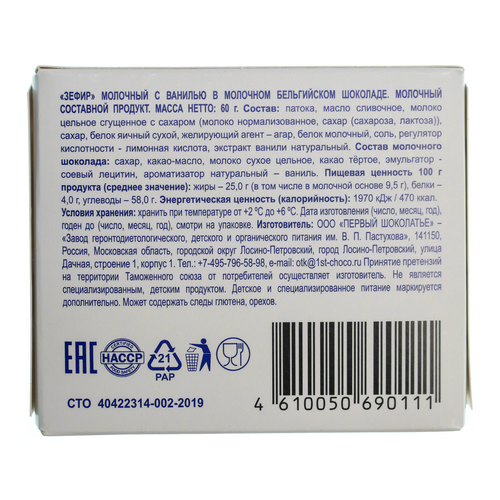 «ЗЕФИР» МОЛОЧНЫЙ С ВАНИЛЬЮ В МОЛОЧНОМ БЕЛЬГИЙСКОМ ШОКОЛАДЕ. МОЛОЧНЫЙ
СОСТАВНОЙ ПРОДУКТ. МАССА НЕТТО: 60 г. Состав: патока, масло сливочное, молоко
цельное сгущенное с сахаром (молоко нормализованное, сахар (сахароза, лактоза)),
сахар, белок яичный сухой, желирующий агент – агар, белок молочный, соль, регулятор
кислотности - лимонная кислота, экстракт ванили натуральный. Состав молочного
шоколада: сахар, какао-масло, молоко сухое цельное, какао тёртое, эмульгатор -
соевый лецитин, ароматизатор натуральный – ваниль. Пищевая ценность 100 г
продукта (среднее значение): жиры – 25,0 г (в том числе в молочной основе 9,5 г), белки –
4,0 г, углеводы – 58,0 г. Энергетическая ценность (калорийность): 1970 кДж / 470 ккал.
Условия хранения: хранить при температуре от +2 °С до +6 °С. Дата изготовления (число, месяц, год),
годен до (число, месяц, год), смотри на упаковке. Изготовитель: ООО «ПЕРВЫЙ ШОКОЛАТЬЕ» -
«Завод геронтодиетологического, детского и органического питания им. В. П. Пастухова», 141150,
Россия, Московская область, городской округ Лосино-Петровский, город Лосино-Петровский, улица
Дачная, строение 1, корпус 1. Тел.: +7-495-796-58-98, e-mail: otk@1st-choco.ru Принятие претензий
на территории Таможенного союза от потребителей осуществляет изготовитель. Не является
специализированным, детским продуктом. Детское и специализированное питание маркируется
дополнительно. Может содержать следы глютена, орехов.
ЕАС
HACCP
FOOD SAFETY
21
PAP
СТО 40422314-002-2019
4 610050 690111